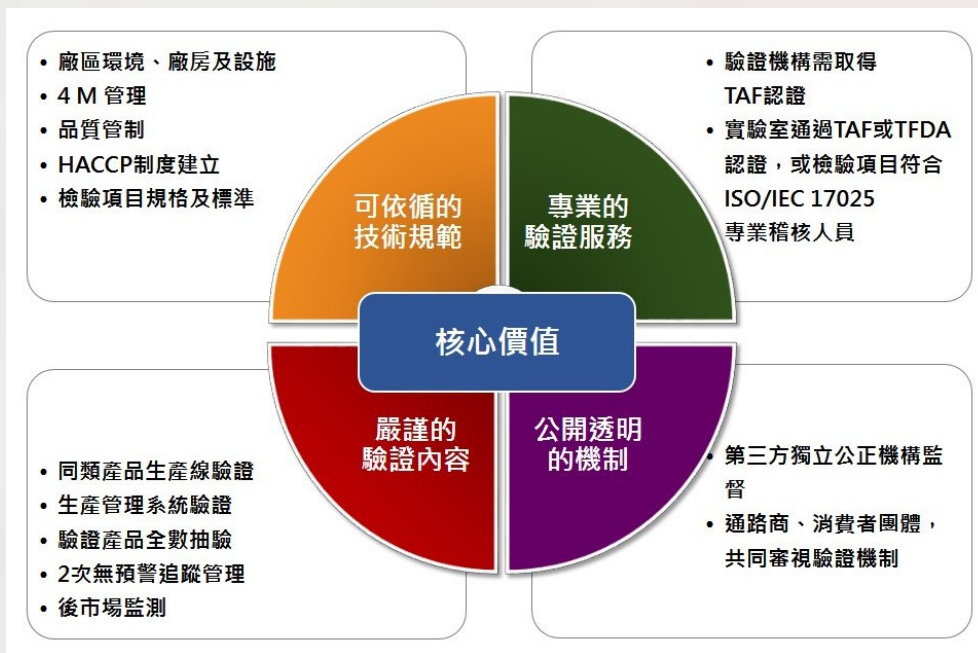 • 廠區環境、廠房及設施
• 4 M 管理
• 品質管制
• HACCP制度建立
• 檢驗項目規格及標準
可依循的
技術規範
• 驗證機構需取得
TAF認證
• 實驗室通過TAF或TFDA
認證，或檢驗項目符合
ISO/IEC 17025
專業稽核人員
專業的
驗證服務
核心價值
• 同類產品生產線驗證
• 生產管理系統驗證
• 驗證產品全數抽驗
• 2次無預警追蹤管理
• 後市場監測
嚴謹的
驗證內容
公開透明
的機制
• 第三方獨立公正機構監
督
• 通路商、消費者團體，
共同審視驗證機制